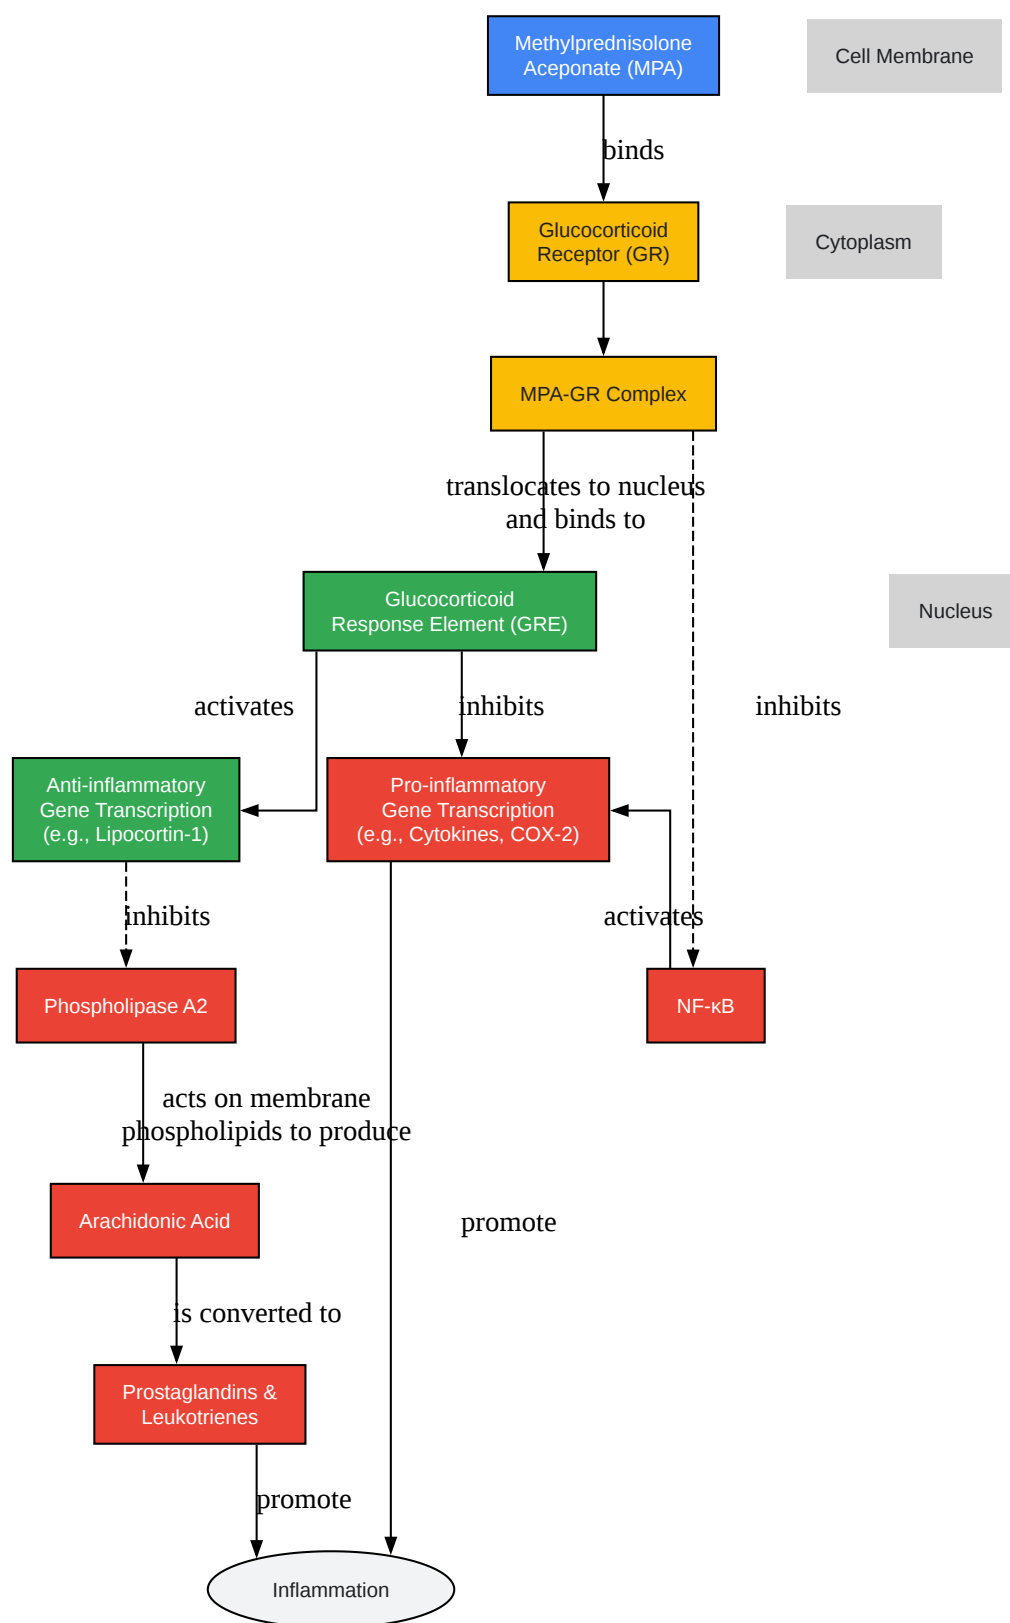 Methylprednisolone
Aceponate (MPA)
Cell Membrane
binds
Glucocorticoid
Receptor (GR)
Cytoplasm
MPA-GR Complex
translocates to nucleus
and binds to
Glucocorticoid
Response Element (GRE)
Nucleus
activates
inhibits
inhibits
Anti-inflammatory
Gene Transcription
(e.g., Lipocortin-1)
Pro-inflammatory
Gene Transcription
(e.g., Cytokines, COX-2)
inhibits
activates
Phospholipase A2
NF-κB
acts on membrane
phospholipids to produce
Arachidonic Acid
promote
is converted to
Prostaglandins &
Leukotrienes
promote
Inflammation